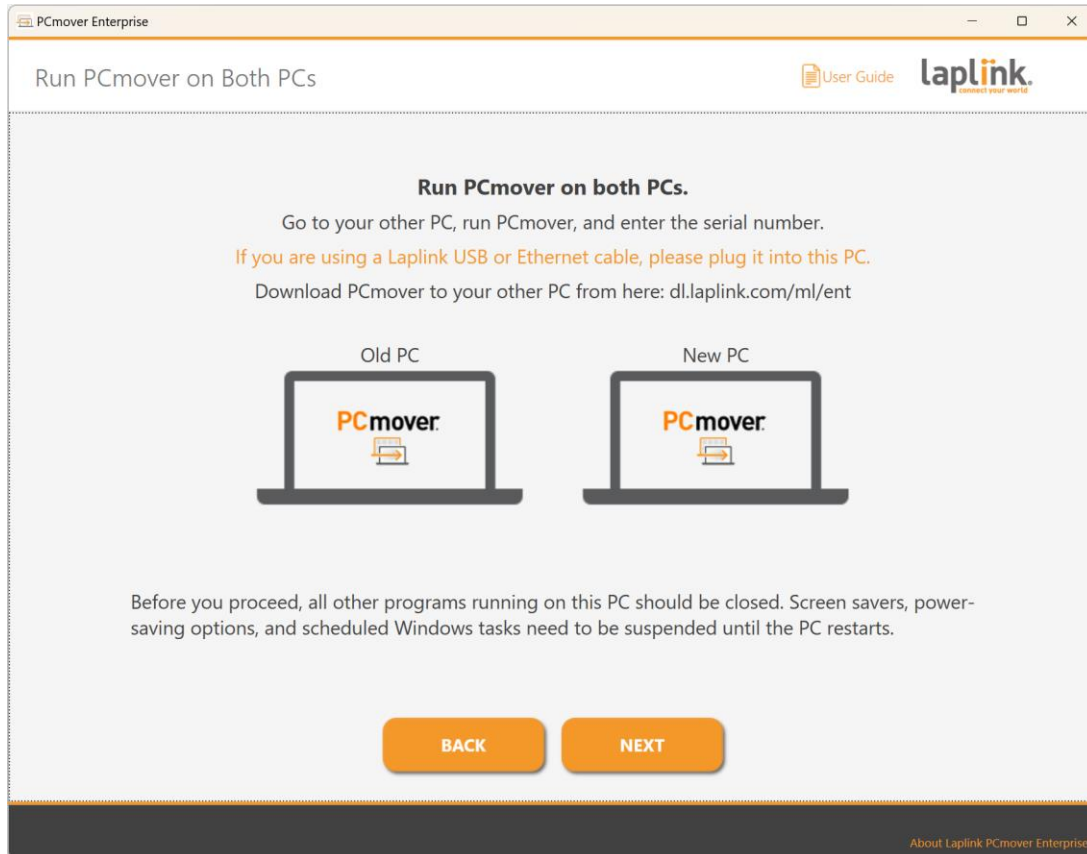 PCmover Enterprise
Run PCmover on Both PCs
User Guide
laplink.
connect your world
Run PCmover on both PCs.
Go to your other PC, run PCmover, and enter the serial number.
If you are using a Laplink USB or Ethernet cable, please plug it into this PC.
Download PCmover to your other PC from here: dl.laplink.com/ml/ent
Old PC
New PC
PCmover.
PCmover.
Before you proceed, all other programs running on this PC should be closed. Screen savers, power-
saving options, and scheduled Windows tasks need to be suspended until the PC restarts.
BACK
NEXT
About Laplink PCmover Enterprise